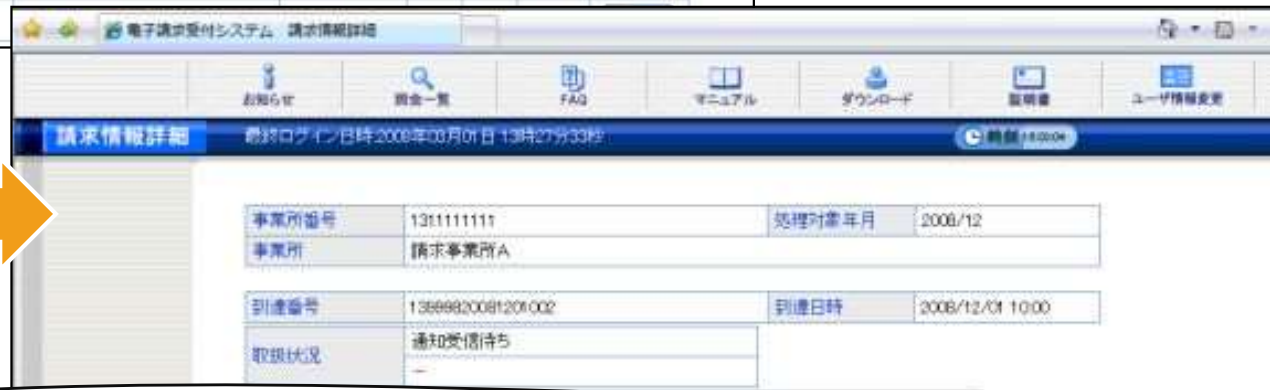 電子請求受付システム 請求情報詳細
お知らせ 照会一覧 FAQ マニュアル ダウンロード 証明書 ユーザ情報変更
請求情報詳細 最終ログイン日時:2008年03月01日 13時27分33秒 時刻
事業所番号 1311111111 処理対象年月 2008/12
事業所 請求事業所A
到達番号 13999820081201002 到達日時 2008/12/01 10:00
取扱状況 通知受信待ち